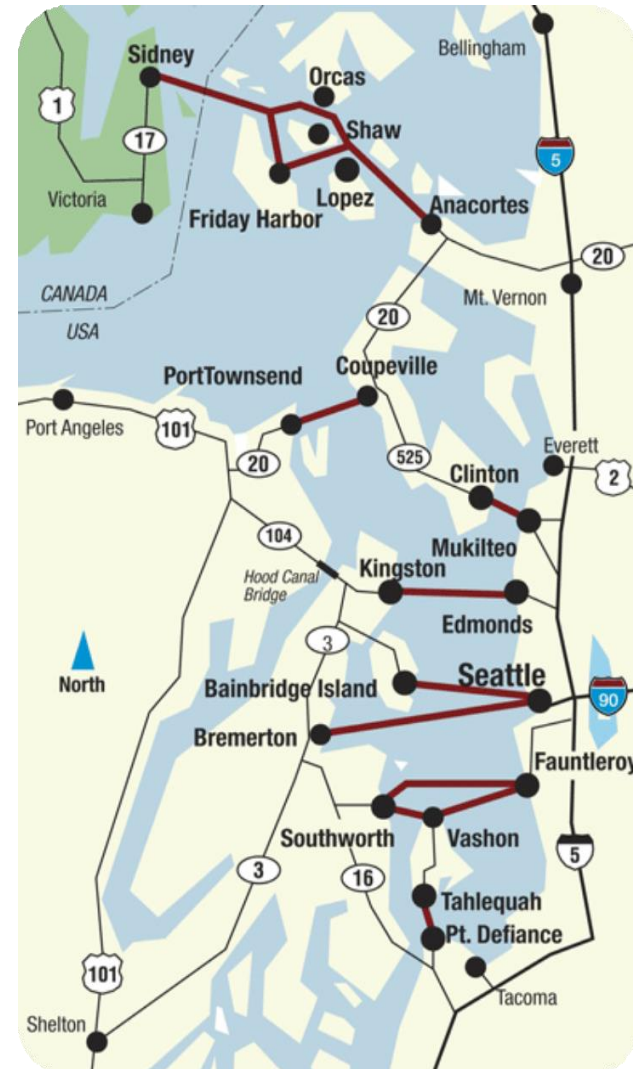 Bellingham
Sidney
Orcas
1
17
Shaw
5
Victoria
Lopez
Friday Harbor
Anacortes
20
CANADA
Mt. Vernon
USA
20
Coupeville
PortTownsend
Port Angeles
101
20
525
Everett
2
Clinton
104
Mukilteo
Hood Canal
Bridge
Kingston
Edmonds
3
North
Bainbridge Island
Seattle
90
Bremerton
Fauntleroy
Southworth
Vashon
5
3
16
Tahlequah
Pt. Defiance
101
Tacoma
Shelton